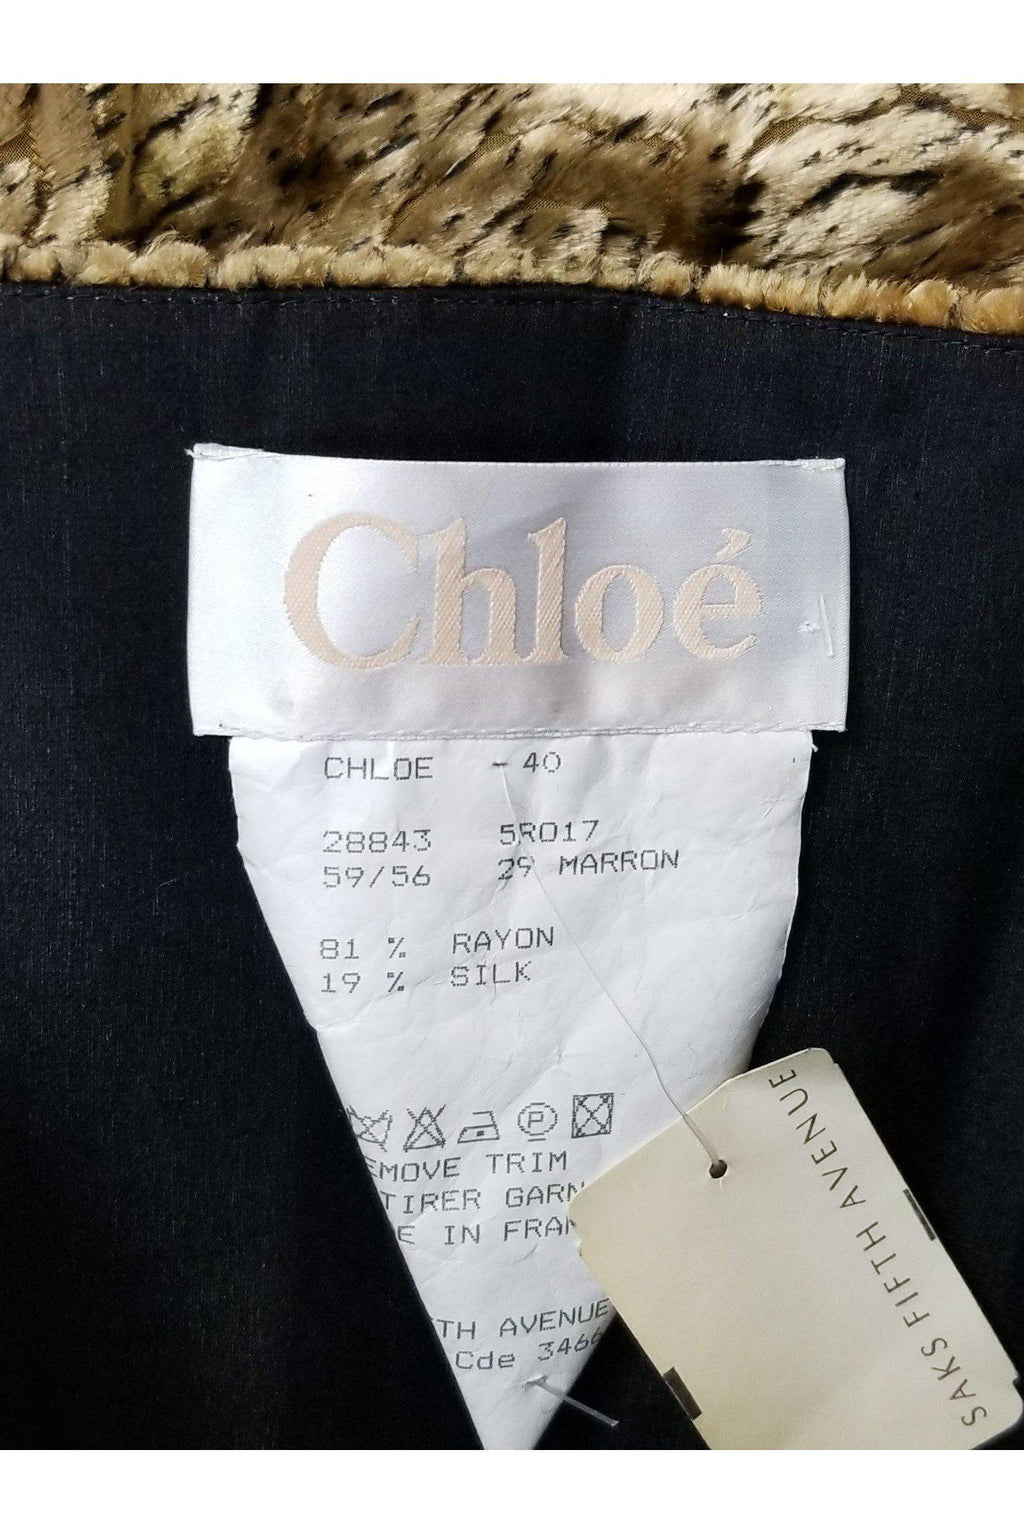 Chloé
CHLOE - 40
28843 5R017
59/56 29 MARRON
81 % RAYON
19 % SILK
P
EMOVE TRIM
TIRER GARN
E IN FRAN
TH AVENUE
Cde 3466
SAKS FIFTH AVENUE